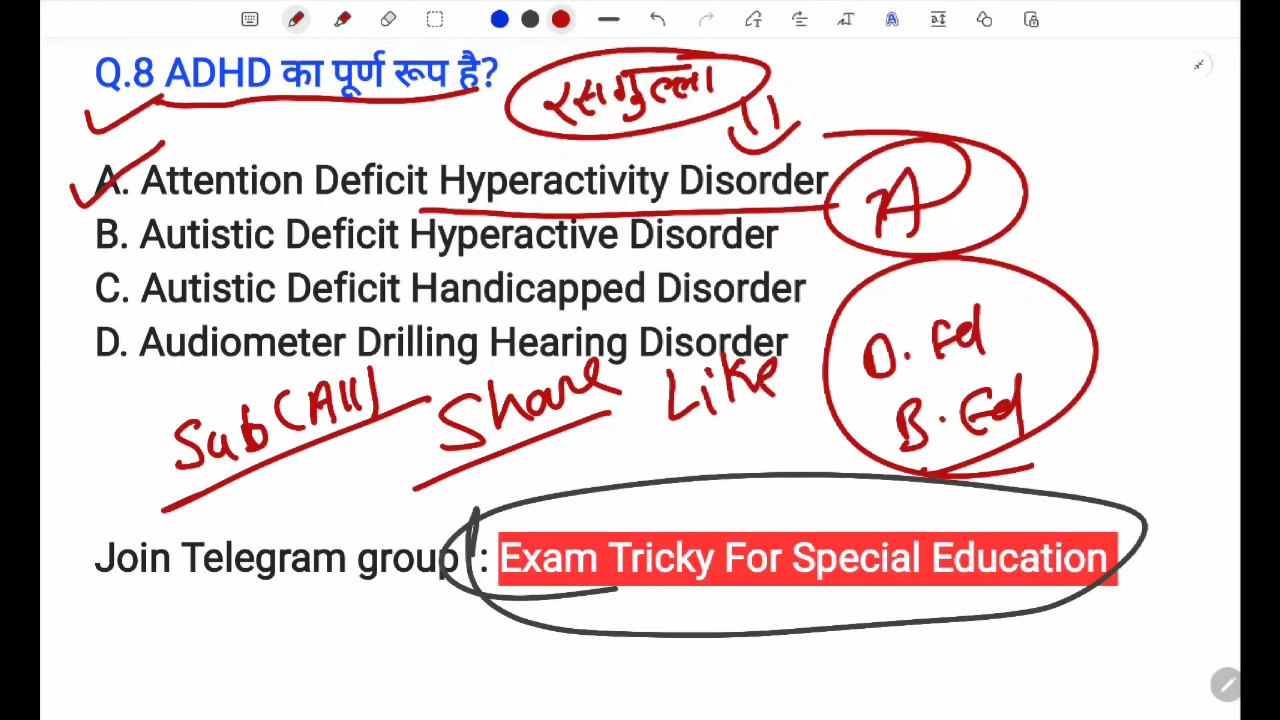 Q.8 ADHD का पूर्ण रूप है?
रसगुल्ला
A. Attention Deficit Hyperactivity Disorder
A
B. Autistic Deficit Hyperactive Disorder
C. Autistic Deficit Handicapped Disorder
D. Audiometer Drilling Hearing Disorder
D. Ed
B. Ed
Sub (All) Share Like
Join Telegram group : Exam Tricky For Special Education